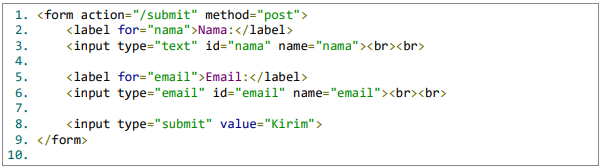 1. <form action="/submit" method="post">
2.     <label for="nama">Nama:</label>
3.     <input type="text" id="nama" name="nama"><br><br>
4.
5.     <label for="email">Email:</label>
6.     <input type="email" id="email" name="email"><br><br>
7.
8.     <input type="submit" value="Kirim">
9. </form>
10.